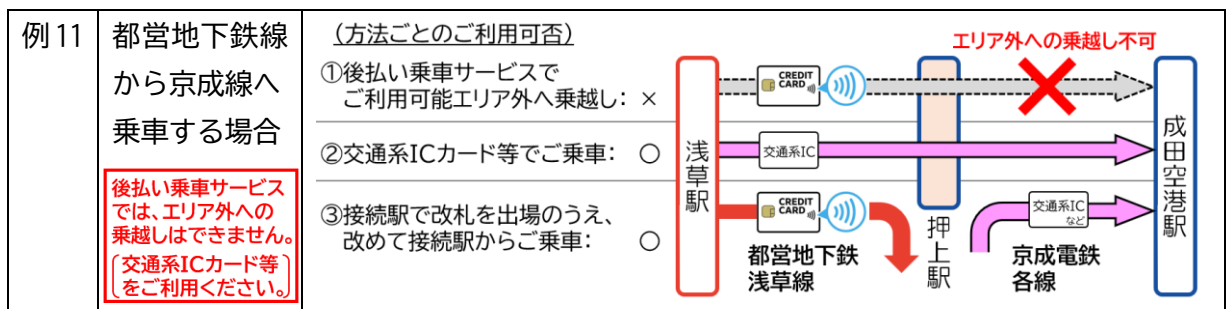 例11
都営地下鉄線
から京成線へ
乗車する場合
後払い乗車サービス
では、エリア外への
乗越しはできません。
交通系ICカード等
をご利用ください。
（方法ごとのご利用可否）
①後払い乗車サービスで
ご利用可能エリア外へ乗越し： ×
②交通系ICカード等でご乗車： ○
③接続駅で改札を出場のうえ、
改めて接続駅からご乗車： ○
エリア外への乗越し不可
CREDIT
CARD
浅草駅
交通系IC
CREDIT
CARD
都営地下鉄
浅草線
押上駅
交通系IC
など
京成電鉄
各線
成田空港駅